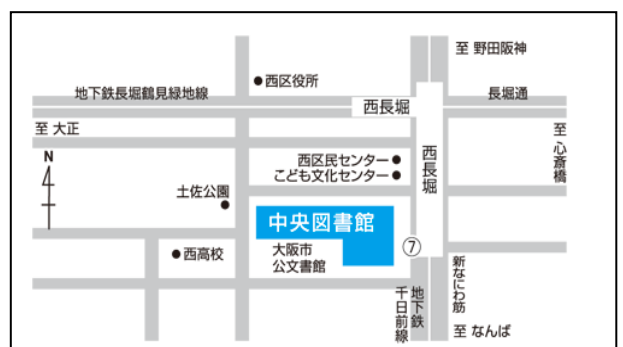 至 野田阪神
西区役所
地下鉄長堀鶴見緑地線
長堀通
西長堀
至 大正
至 心斎橋
N
西区民センター
こども文化センター
西長堀
土佐公園
中央図書館
⑦
西高校
大阪市
公文書館
新なにわ筋
地下鉄
千日前線
至 なんば